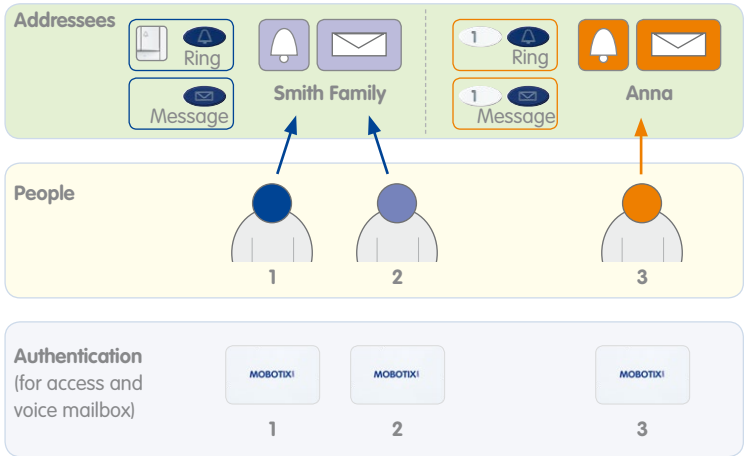 Addressees
Ring
Message
Smith Family
1
Ring
1
Message
Anna
People
1
2
3
Authentication
(for access and
voice mailbox)
MOBOTIX
MOBOTIX
MOBOTIX
1
2
3